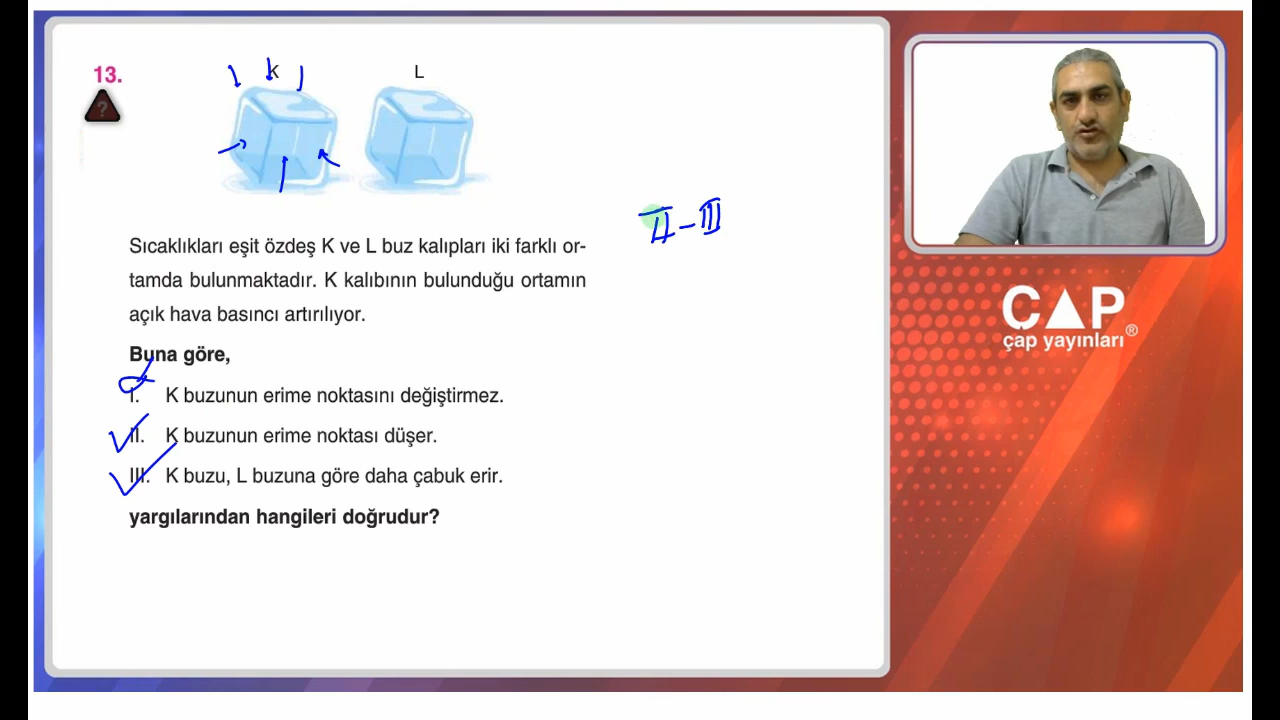 13.
K
L
?
II - III
Sıcaklıkları eşit özdeş K ve L buz kalıpları iki farklı or-
tamda bulunmaktadır. K kalıbının bulunduğu ortamın
açık hava basıncı artırılıyor.
Buna göre,
I. K buzunun erime noktasını değiştirmez.
II. K buzunun erime noktası düşer.
III. K buzu, L buzuna göre daha çabuk erir.
yargılarından hangileri doğrudur?
ÇAP
çap yayınları®